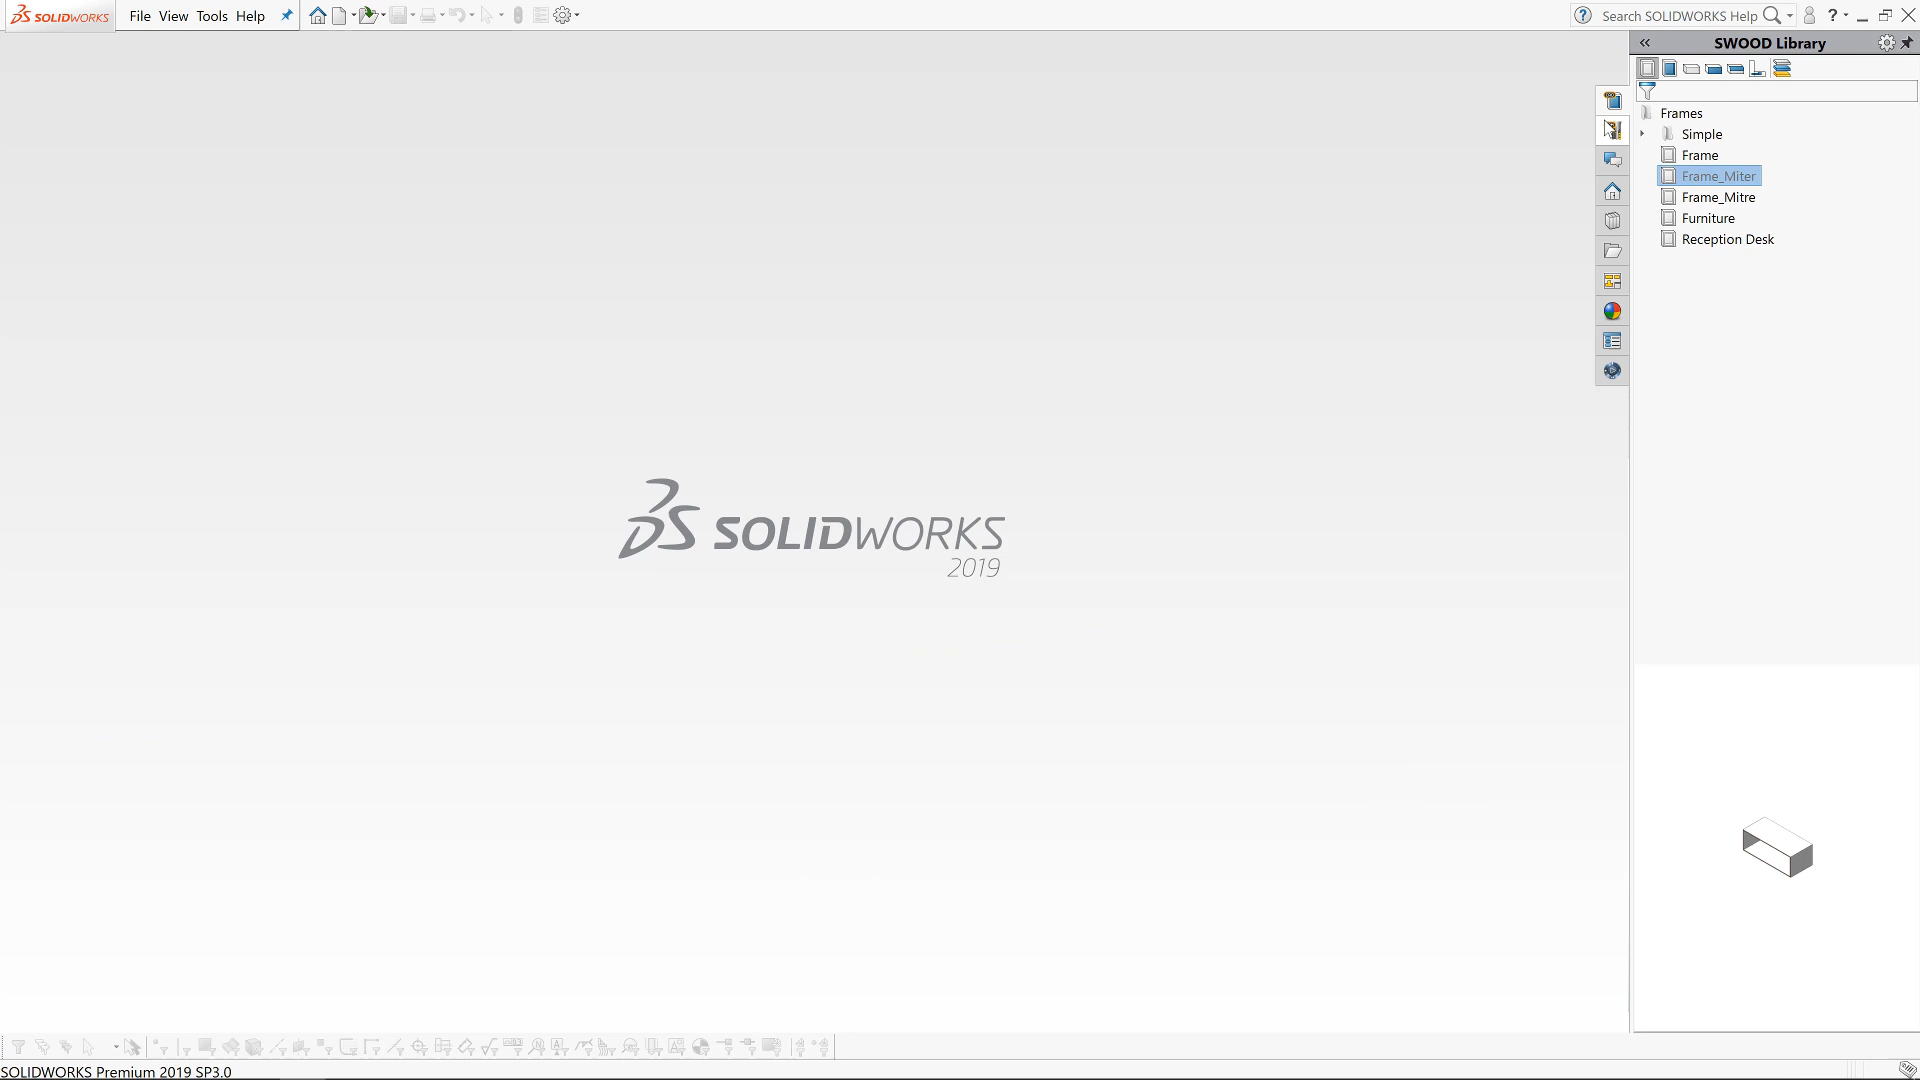 SOLIDWORKS File View Tools Help Search SOLIDWORKS Help ?
SWOOD Library
Frames
Simple
Frame
Frame_Miter
Frame_Mitre
Furniture
Reception Desk
SOLIDWORKS
2019
SOLIDWORKS Premium 2019 SP3.0